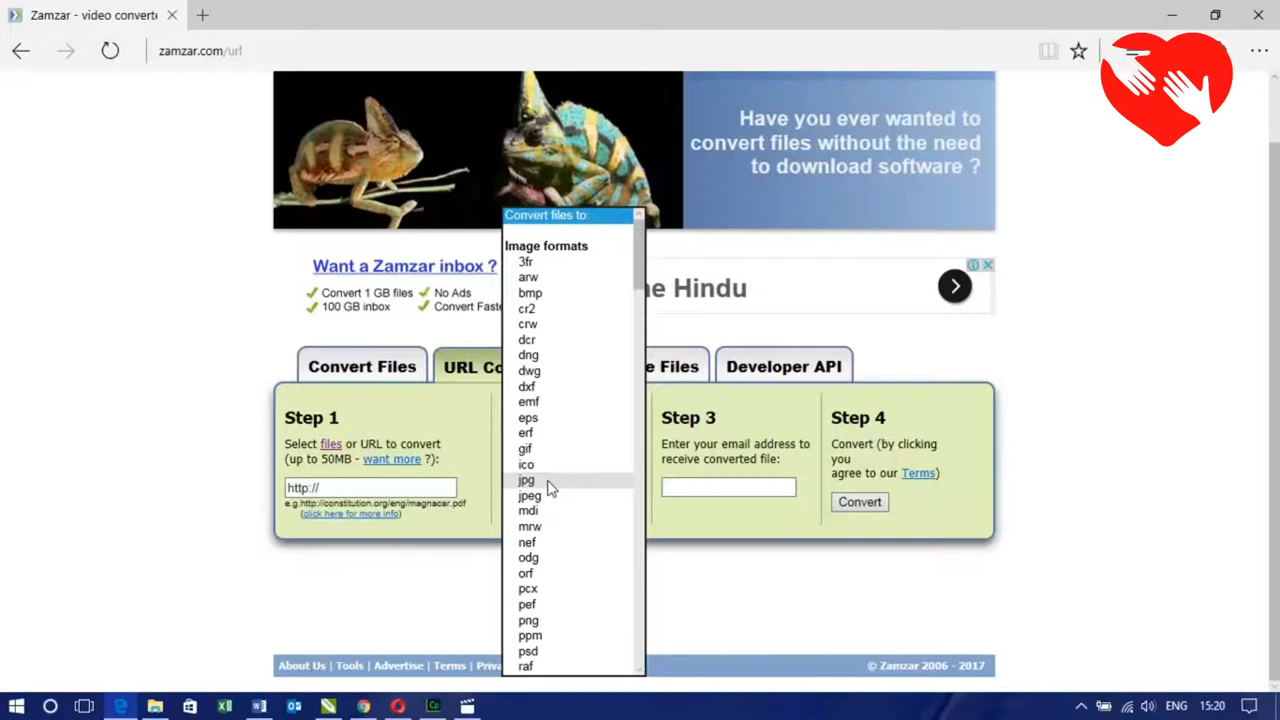 Zamzar - video converte
zamzar.com/url
Have you ever wanted to
convert files without the need
to download software ?
Want a Zamzar inbox ?
Convert 1 GB files
No Ads
100 GB inbox
Convert Faste
ne Hindu
Convert Files
URL Co
e Files
Developer API
Step 1
Select files or URL to convert
(up to 50MB - want more ?):
http://
e.g.http://constitution.org/eng/magnacar.pdf
(click here for more info)
Convert files to:
Image formats
3fr
arw
bmp
cr2
crw
dcr
dng
dwg
dxf
emf
eps
erf
gif
ico
jpg
jpeg
mdi
mrw
nef
odg
orf
pcx
pef
png
ppm
psd
raf
Step 3
Enter your email address to
receive converted file:
Step 4
Convert (by clicking
you
agree to our Terms)
Convert
About Us | Tools | Advertise | Terms | Priva
© Zamzar 2006 - 2017
ENG
15:20